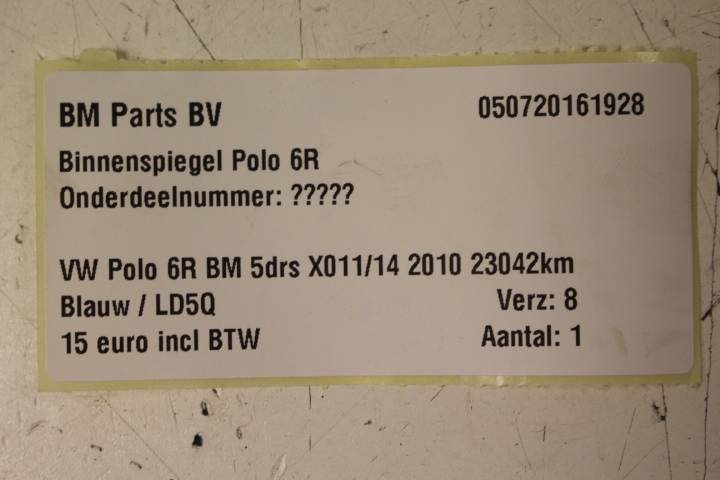 BM Parts BV 050720161928
Binnenspiegel Polo 6R
Onderdeelnummer: ?????
VW Polo 6R BM 5drs X011/14 2010 23042km
Blauw / LD5Q Verz: 8
15 euro incl BTW Aantal: 1